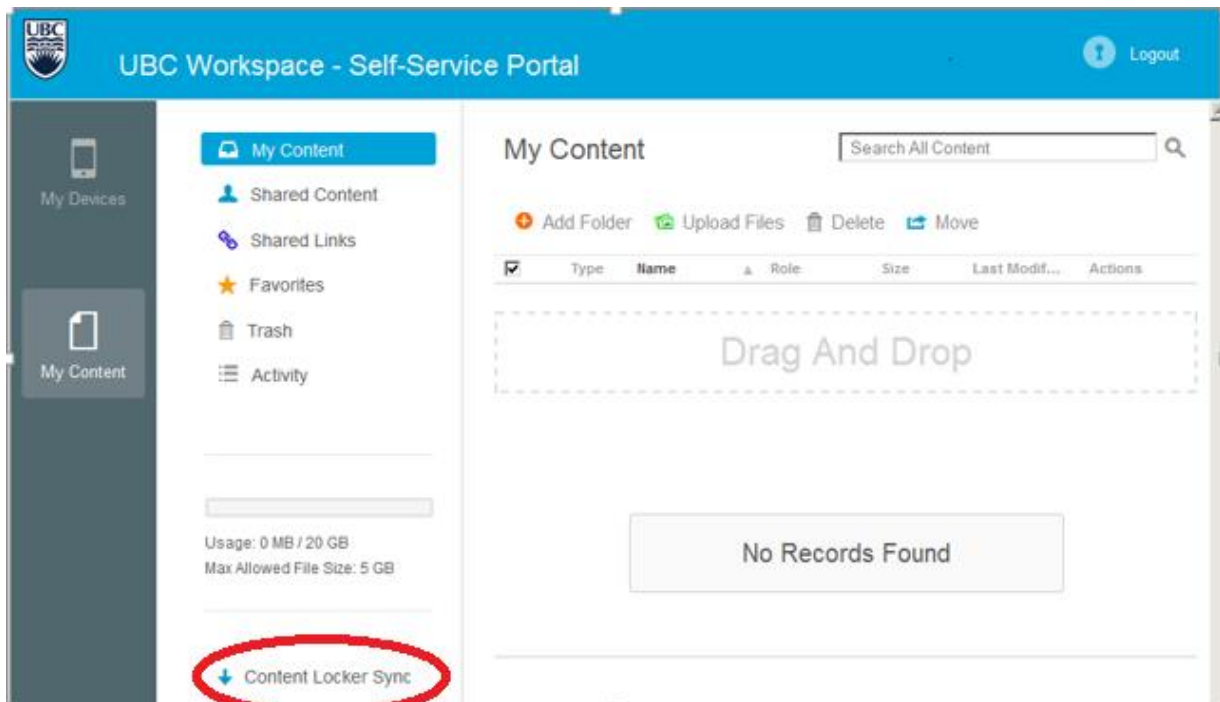 UBC
UBC Workspace - Self-Service Portal
Logout
My Devices
My Content
My Content
Shared Content
Shared Links
Favorites
Trash
Activity
Usage: 0 MB / 20 GB
Max Allowed File Size: 5 GB
Content Locker Sync
My Content
Search All Content
Add Folder Upload Files Delete Move
Type Name Role Size Last Modif... Actions
Drag And Drop
No Records Found